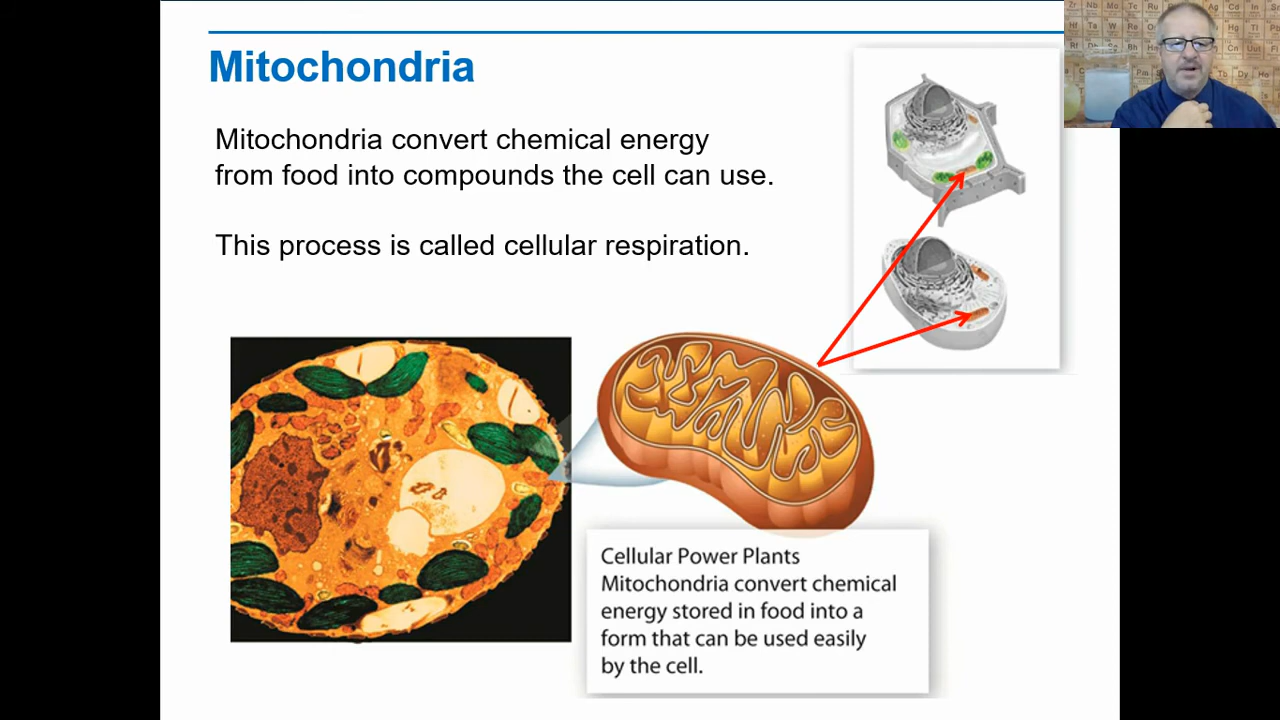 Mitochondria
Mitochondria convert chemical energy
from food into compounds the cell can use.
This process is called cellular respiration.
Cellular Power Plants
Mitochondria convert chemical
energy stored in food into a
form that can be used easily
by the cell.